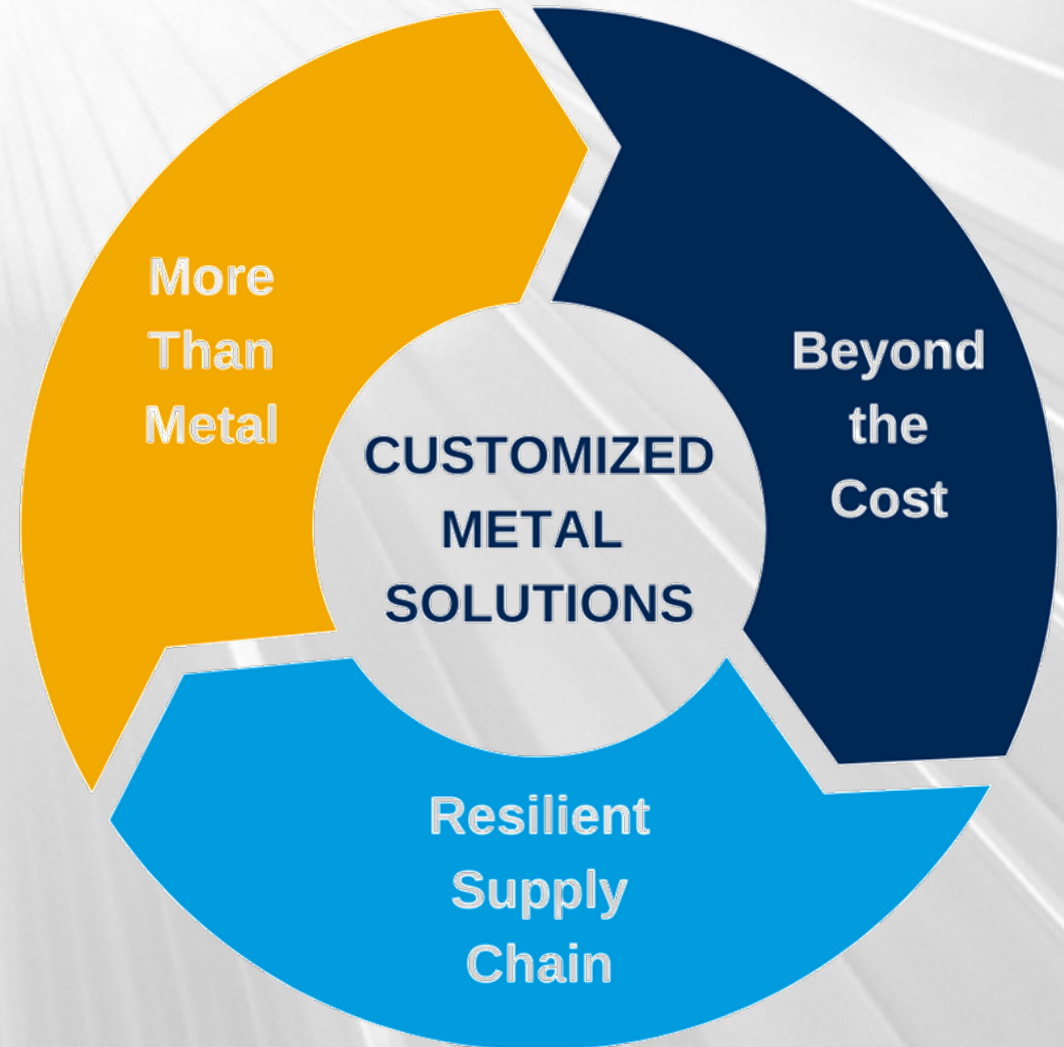 More
Than
Metal
Beyond
the
Cost
CUSTOMIZED
METAL
SOLUTIONS
Resilient
Supply
Chain